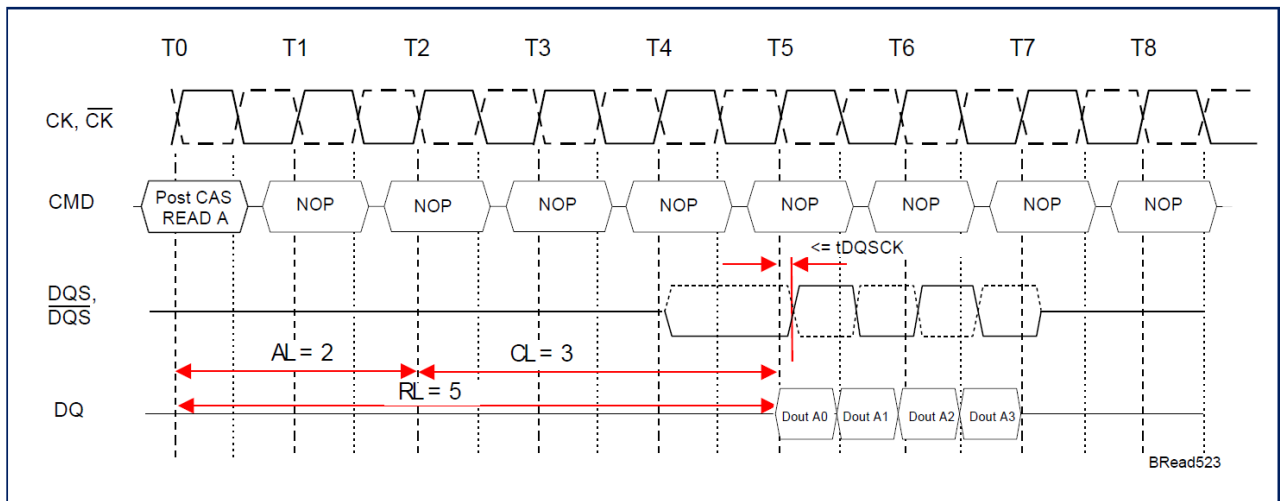 T0 T1 T2 T3 T4 T5 T6 T7 T8
CK, CK
CMD
Post CAS
READ A
NOP NOP NOP NOP NOP NOP NOP NOP
<= tDQSCK
DQS,
DQS
AL = 2
CL = 3
RL = 5
DQ
Dout A0 Dout A1 Dout A2 Dout A3
BRead523